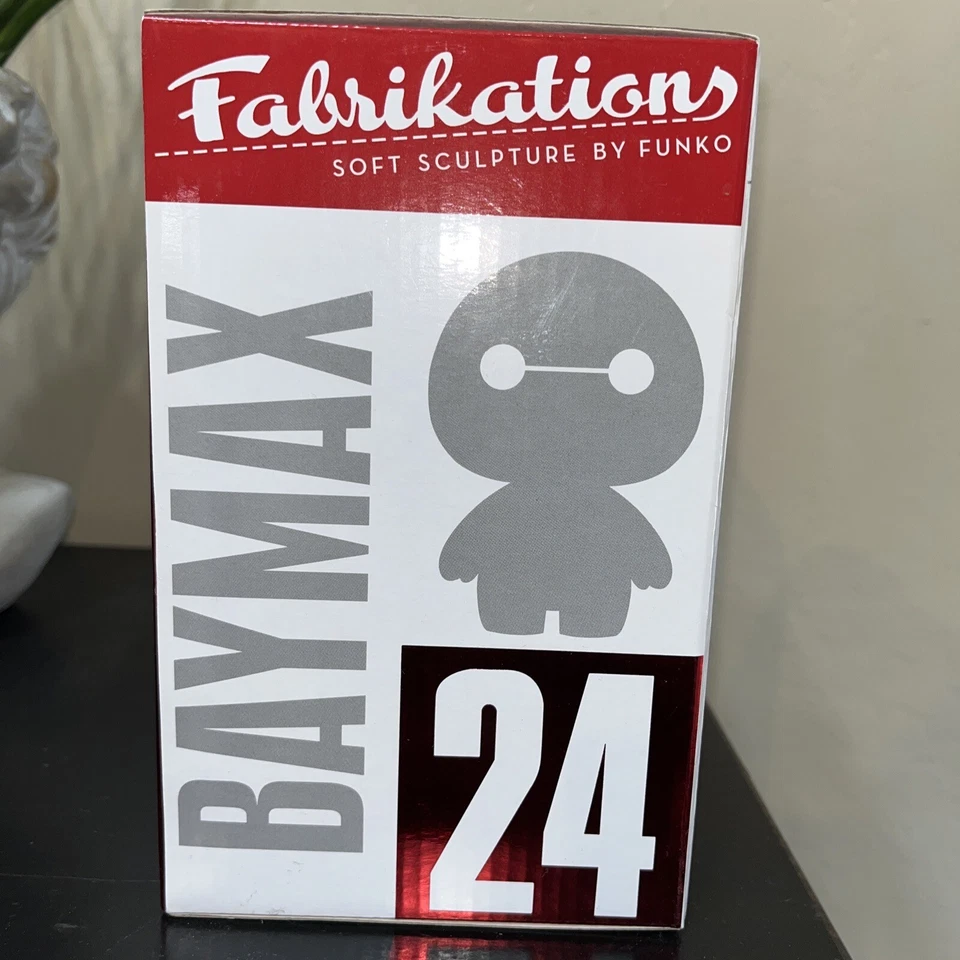 Fabrikations
SOFT SCULPTURE BY FUNKO
BAYMAX
24